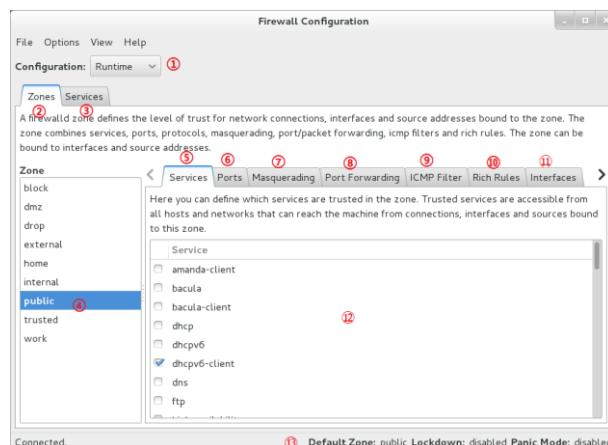 Firewall Configuration
File Options View Help
Configuration: Runtime ①
Zones Services
② ③
A firewalld zone defines the level of trust for network connections, interfaces and source addresses bound to the zone. The
zone combines services, ports, protocols, masquerading, port/packet forwarding, icmp filters and rich rules. The zone can be
bound to interfaces and source addresses.
⑤ ⑥ ⑦ ⑧ ⑨ ⑩ ⑪
Zone
Services Ports Masquerading Port Forwarding ICMP Filter Rich Rules Interfaces
block
dmz
drop
external
home
internal
public ④
trusted
work
Here you can define which services are trusted in the zone. Trusted services are accessible from
all hosts and networks that can reach the machine from connections, interfaces and sources bound
to this zone.
Service
amanda-client
bacula
bacula-client
dhcp
⑫
dhcpv6
dhcpv6-client
dns
ftp
Connected.
⑬ Default Zone: public Lockdown: disabled Panic Mode: disabled